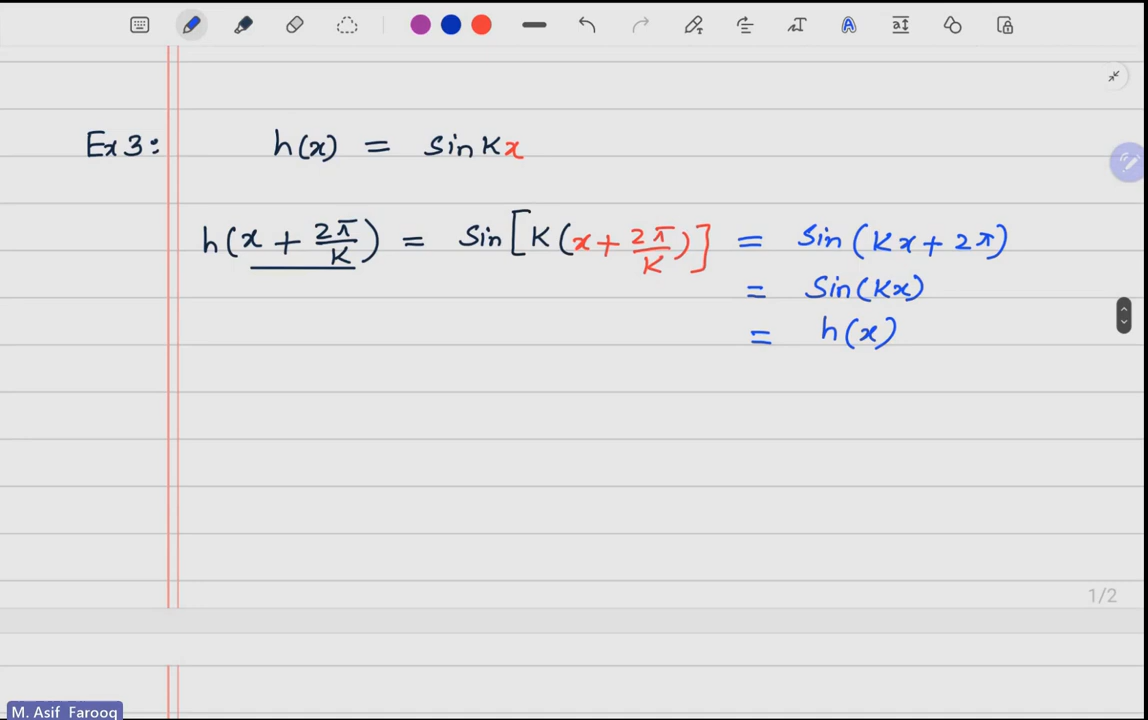 Ex 3: h(x) = Sin Kx
h(x + 2π/K) = Sin[K(x + 2π/K)] = Sin(Kx + 2π)
= Sin(Kx)
= h(x)
1/2
M. Asif Farooq